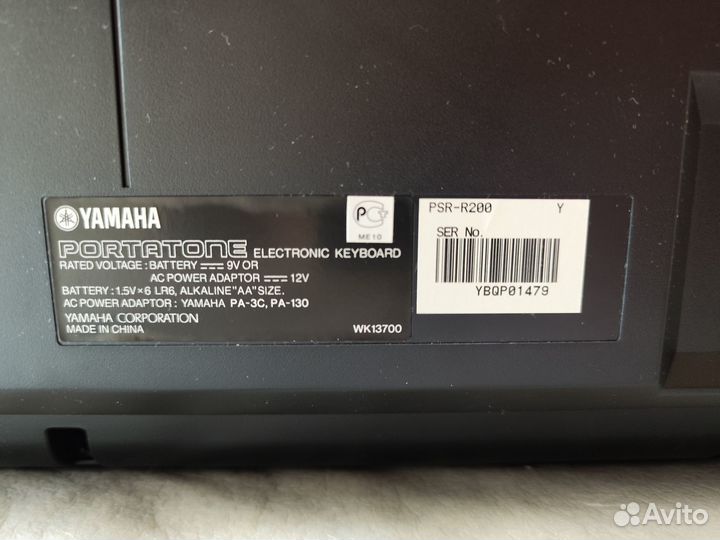 YAMAHA
PORTATONE ELECTRONIC KEYBOARD
RATED VOLTAGE : BATTERY 9V OR
AC POWER ADAPTOR 12V
BATTERY : 1.5V×6 LR6, ALKALINE"AA"SIZE.
AC POWER ADAPTOR : YAMAHA PA-3C, PA-130
YAMAHA CORPORATION
MADE IN CHINA
WK13700
РС
ME10
PSR-R200 Y
SER No.
YBQP01479
Avito